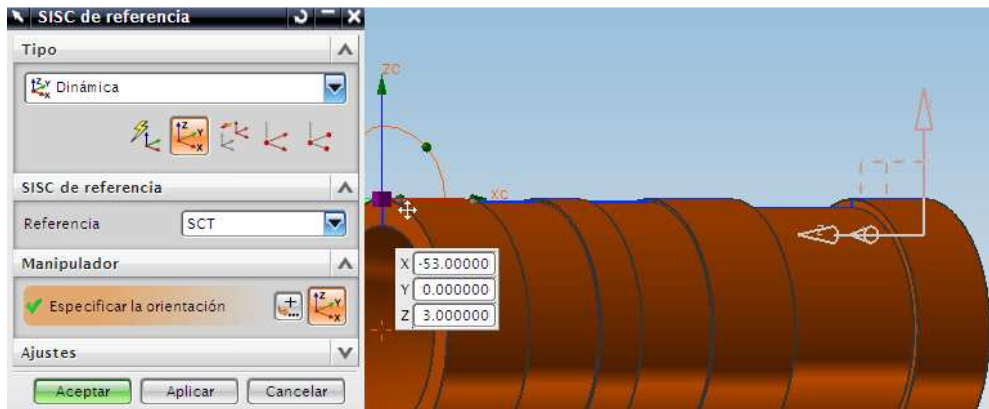 SISC de referencia
Tipo
Dinámica
SISC de referencia
Referencia SCT
Manipulador
Especificar la orientación
Ajustes
Aceptar Aplicar Cancelar
ZC
XC
X -53.00000
Y 0.000000
Z 3.000000